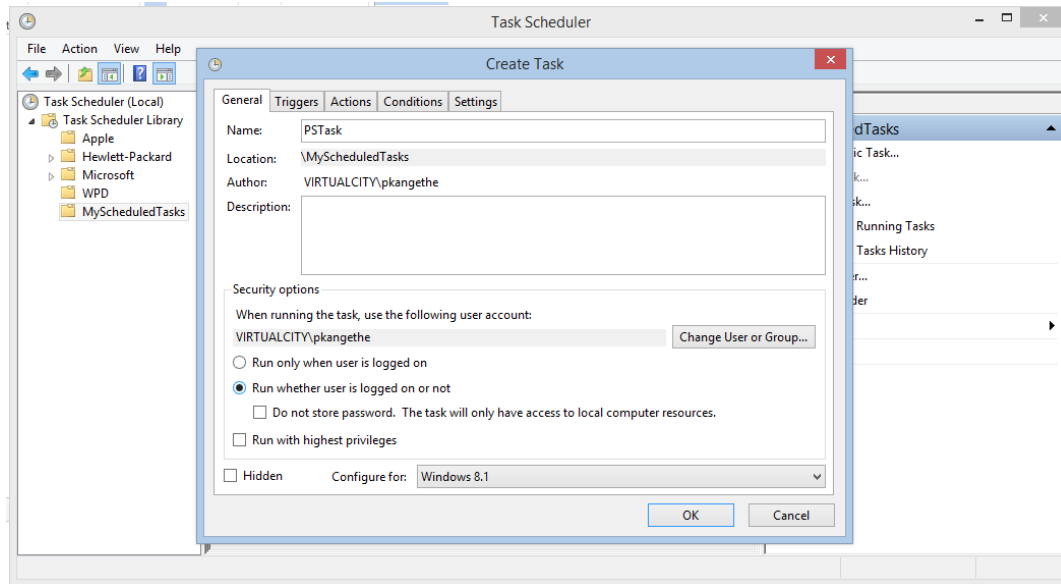 Task Scheduler
File Action View Help
Task Scheduler (Local)
Task Scheduler Library
Apple
Hewlett-Packard
Microsoft
WPD
MyScheduledTasks
Create Task
General Triggers Actions Conditions Settings
Name: PSTask
Location: \MyScheduledTasks
Author: VIRTUALCITY\pkangethe
Description:
Security options
When running the task, use the following user account:
VIRTUALCITY\pkangethe Change User or Group...
Run only when user is logged on
Run whether user is logged on or not
Do not store password. The task will only have access to local computer resources.
Run with highest privileges
Hidden Configure for: Windows 8.1
OK Cancel
dTasks
ic Task...
k...
sk...
Running Tasks
Tasks History
r...
der